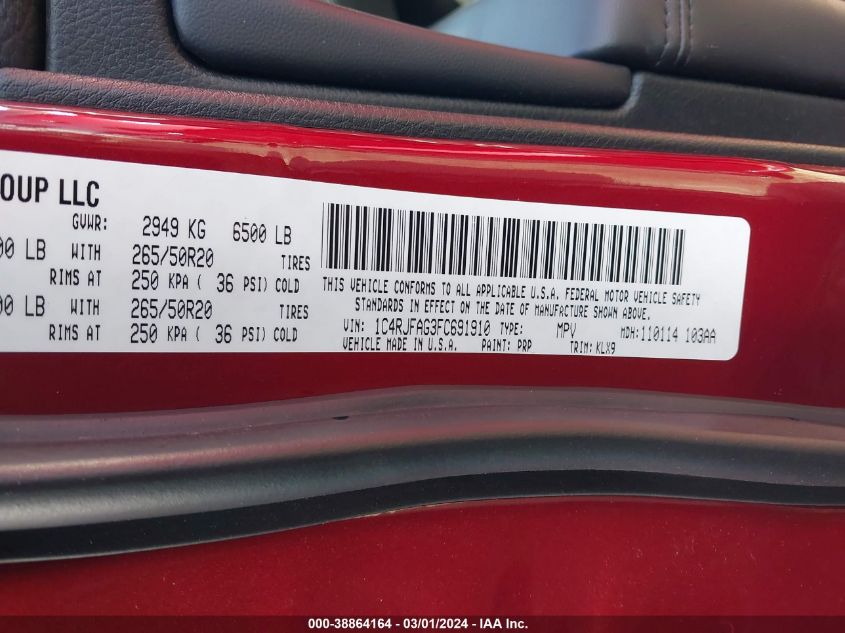 OUP LLC
GVWR: 2949 KG 6500 LB
00 LB WITH 265/50R20 TIRES
RIMS AT 250 KPA ( 36 PSI) COLD
00 LB WITH 265/50R20 TIRES
RIMS AT 250 KPA ( 36 PSI) COLD
THIS VEHICLE CONFORMS TO ALL APPLICABLE U.S.A. FEDERAL MOTOR VEHICLE SAFETY
STANDARDS IN EFFECT ON THE DATE OF MANUFACTURE SHOWN ABOVE.
VIN: 1C4RJFAG3FC691910 TYPE: MPV MDH:110114 103AA
VEHICLE MADE IN U.S.A. PAINT: PRP TRIM: KLX9
000-38864164 — 03/01/2024 — IAA Inc.